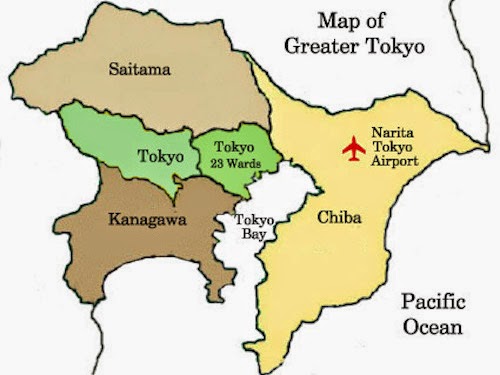 Map of
Greater Tokyo
Saitama
Tokyo
Tokyo
23 Wards
Narita
Tokyo
Airport
Kanagawa
Tokyo
Bay
Chiba
Pacific
Ocean